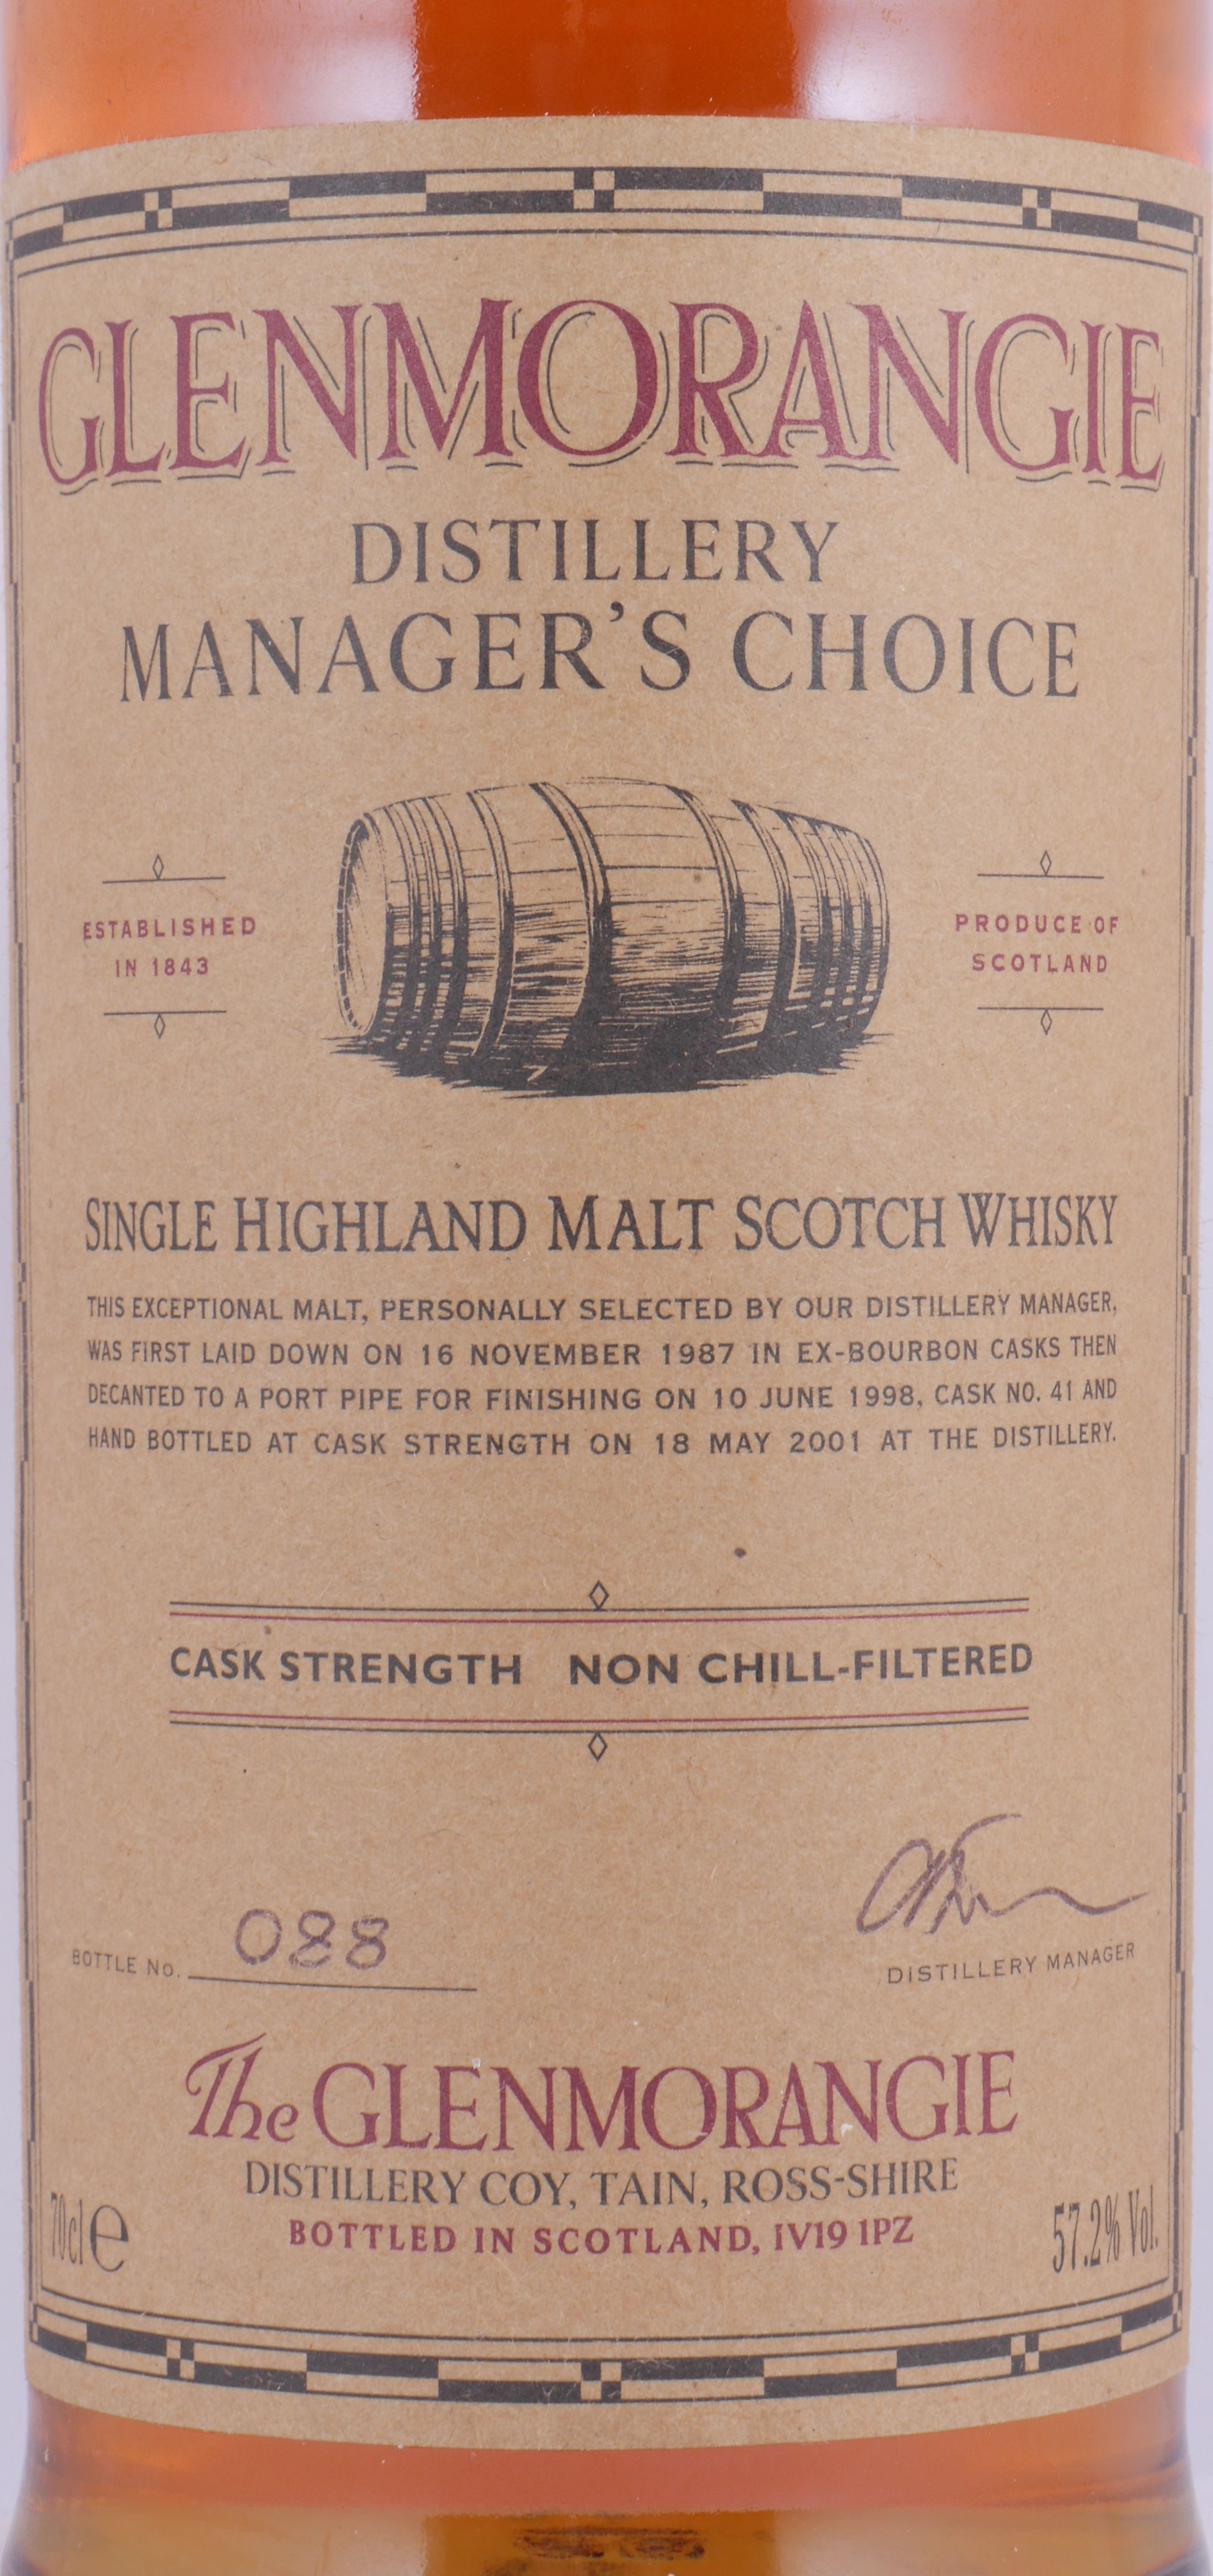 GLENMORANGIE
DISTILLERY
MANAGER'S CHOICE
ESTABLISHED
IN 1843
PRODUCE OF
SCOTLAND
SINGLE HIGHLAND MALT SCOTCH WHISKY
THIS EXCEPTIONAL MALT, PERSONALLY SELECTED BY OUR DISTILLERY MANAGER,
WAS FIRST LAID DOWN ON 16 NOVEMBER 1987 IN EX-BOURBON CASKS THEN
DECANTED TO A PORT PIPE FOR FINISHING ON 10 JUNE 1998, CASK NO. 41 AND
HAND BOTTLED AT CASK STRENGTH ON 18 MAY 2001 AT THE DISTILLERY.
CASK STRENGTH NON CHILL-FILTERED
BOTTLE No. 088
DISTILLERY MANAGER
The GLENMORANGIE
DISTILLERY COY, TAIN, ROSS-SHIRE
BOTTLED IN SCOTLAND, IV19 1PZ
70cl e
57.2% Vol.